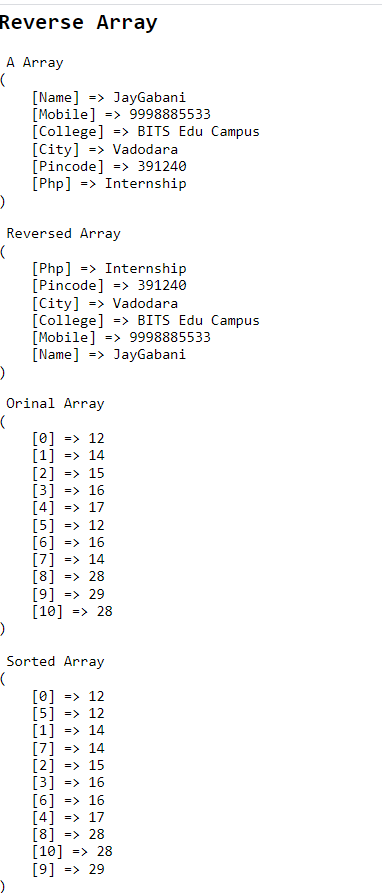 Reverse Array
A Array
(
[Name] => JayGabani
[Mobile] => 9998885533
[College] => BITS Edu Campus
[City] => Vadodara
[Pincode] => 391240
[Php] => Internship
)
Reversed Array
(
[Php] => Internship
[Pincode] => 391240
[City] => Vadodara
[College] => BITS Edu Campus
[Mobile] => 9998885533
[Name] => JayGabani
)
Orinal Array
(
[0] => 12
[1] => 14
[2] => 15
[3] => 16
[4] => 17
[5] => 12
[6] => 16
[7] => 14
[8] => 28
[9] => 29
[10] => 28
)
Sorted Array
(
[0] => 12
[5] => 12
[1] => 14
[7] => 14
[2] => 15
[3] => 16
[6] => 16
[4] => 17
[8] => 28
[10] => 28
[9] => 29
)